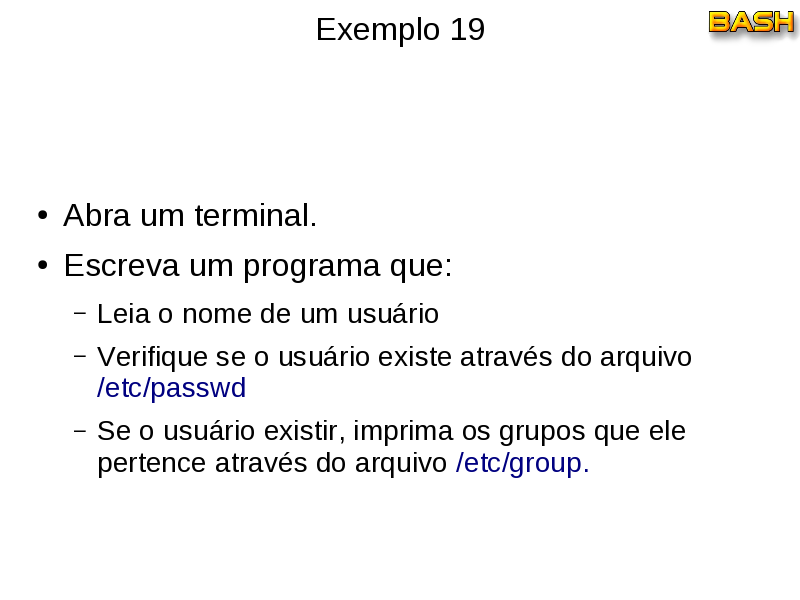 Exemplo 19
BASH
• Abra um terminal.
• Escreva um programa que:
– Leia o nome de um usuário
– Verifique se o usuário existe através do arquivo
/etc/passwd
– Se o usuário existir, imprima os grupos que ele
pertence através do arquivo /etc/group.